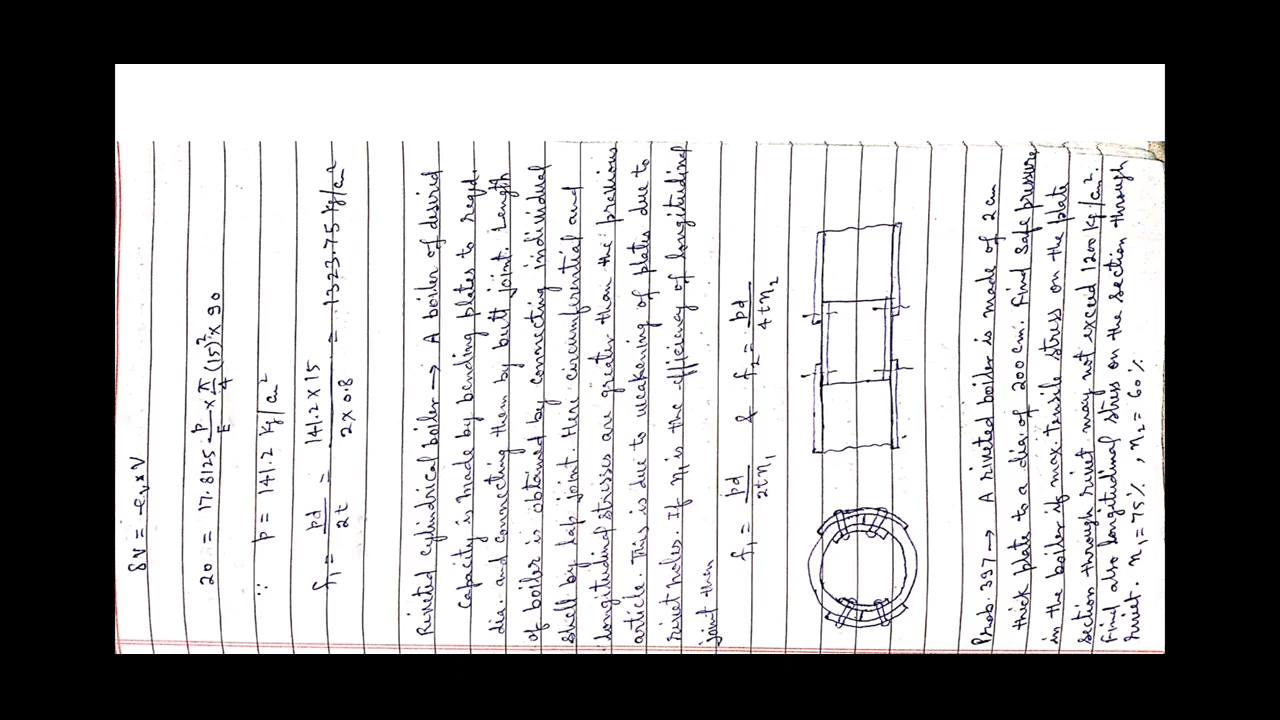 δV = -eᵥ × V
20 = 17.8125 p/E × π/4 (15)² × 90
∴ p = 141.2 Kg/cm²
f₁ = pd/2t = 141.2 × 15/2 × 0.8 = 1323.75 Kg/cm²
Riveted cylindrical boiler → A boiler of desired
capacity is made by bending plates to reqd.
dia. and connecting them by butt joint. Length
of boiler is obtained by connecting individual
shell by lap joint. Here circumfirential and
longitudinal stresses are greater than the previous
article. This is due to weakening of plates due to
rivet holes. If η₁ is the efficiency of longitudinal
joint then
f₁ = pd/2tη₁ & f₂ = pd/4tη₂
Prob. 397 → A riveted boiler is made of 2 cm
thick plate to a dia. of 200 cm. Find safe pressure
in the boiler if max. tensile stress on the plate
section through rivet may not exceed 1200 Kg/cm².
Find also longitudinal stress on the section through
rivet. η₁ = 75%, η₂ = 60%